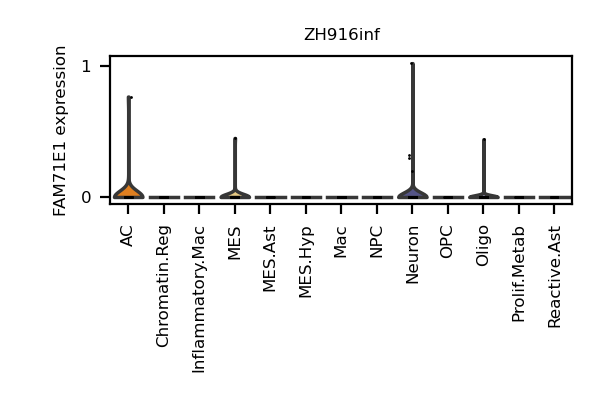 ZH916inf
FAM71E1 expression
1
0
AC
Chromatin.Reg
Inflammatory.Mac
MES
MES.Ast
MES.Hyp
Mac
NPC
Neuron
OPC
Oligo
Prolif.Metab
Reactive.Ast